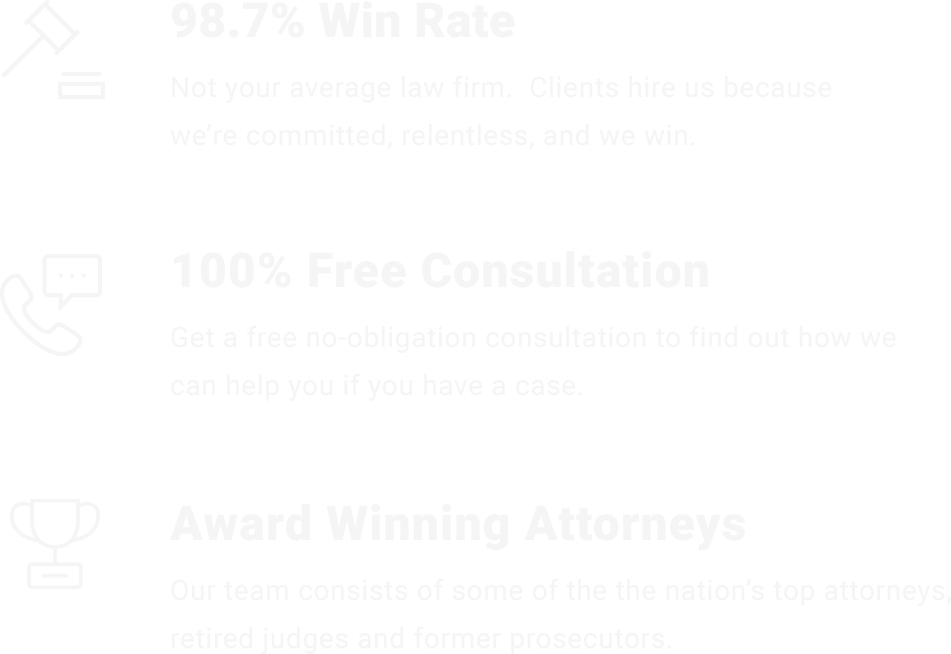 98.7% Win Rate
Not your average law firm.  Clients hire us because
we’re committed, relentless, and we win.
100% Free Consultation
Get a free no-obligation consultation to find out how we
can help you if you have a case.
Award Winning Attorneys
Our team consists of some of the the nation’s top attorneys,
retired judges and former prosecutors.